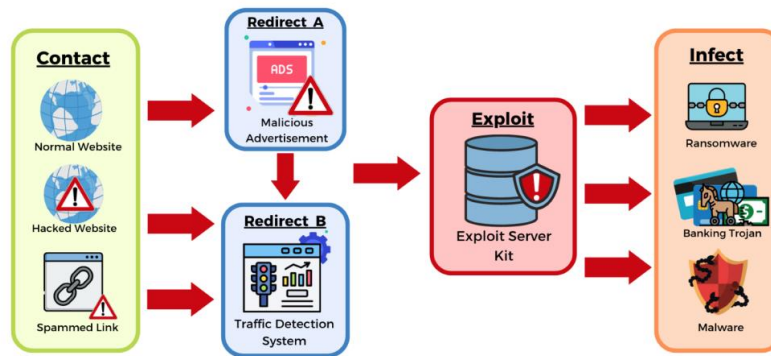 Contact
Normal Website
Hacked Website
Spammed Link
Redirect A
ADS
Malicious
Advertisement
Redirect B
Traffic Detection
System
Exploit
Exploit Server
Kit
Infect
Ransomware
Banking Trojan
Malware